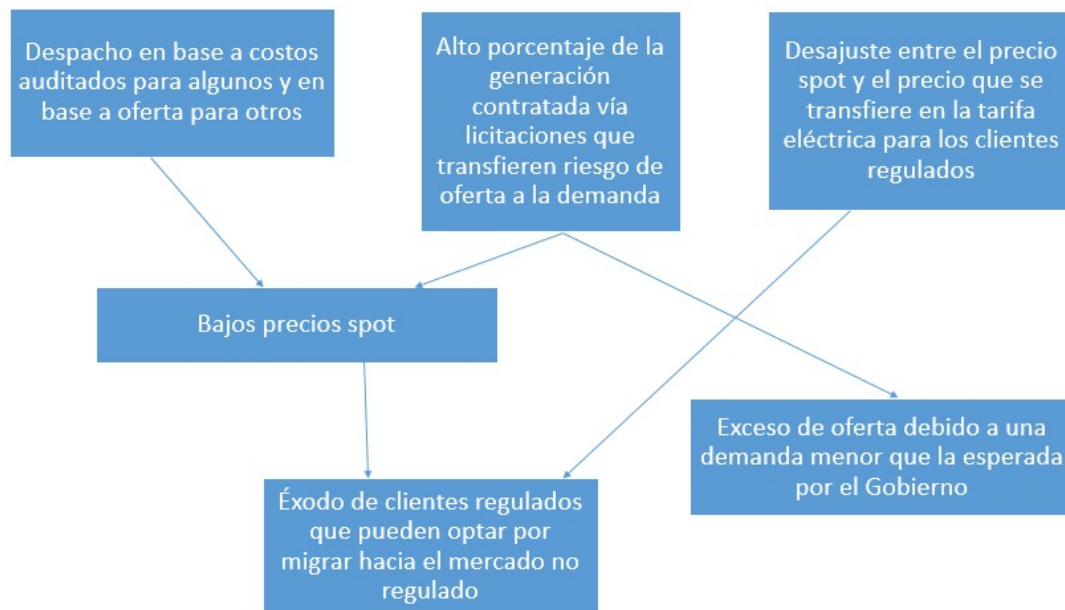 Despacho en base a costos
auditados para algunos y en
base a oferta para otros
Alto porcentaje de la
generación
contratada vía
licitaciones que
transfieren riesgo de
oferta a la demanda
Desajuste entre el precio
spot y el precio que se
transfiere en la tarifa
eléctrica para los clientes
regulados
Bajos precios spot
Exceso de oferta debido a una
demanda menor que la esperada
por el Gobierno
Éxodo de clientes regulados
que pueden optar por
migrar hacia el mercado no
regulado